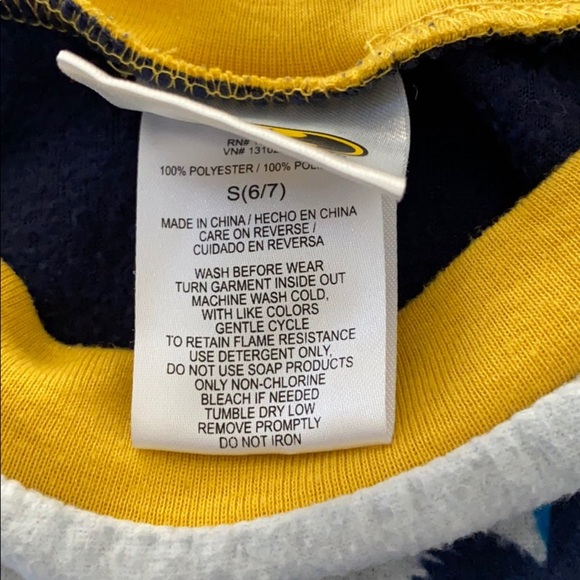 RN#
VN#
100% POLYESTER / 100%
S(6/7)
MADE IN CHINA / HECHO EN CHINA
CARE ON REVERSE /
CUIDADO EN REVERSA
WASH BEFORE WEAR
TURN GARMENT INSIDE OUT
MACHINE WASH COLD,
WITH LIKE COLORS
GENTLE CYCLE
TO RETAIN FLAME RESISTANCE
USE DETERGENT ONLY,
DO NOT USE SOAP PRODUCTS
ONLY NON-CHLORINE
BLEACH IF NEEDED
TUMBLE DRY LOW
REMOVE PROMPTLY
DO NOT IRON